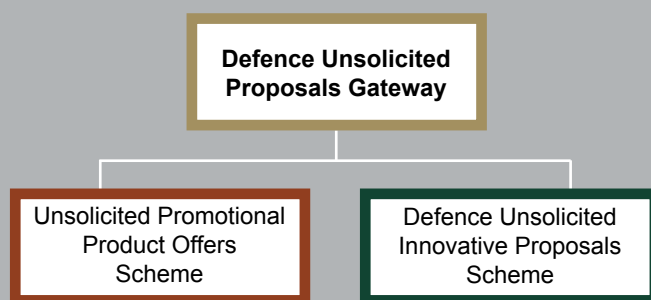 Defence Unsolicited
Proposals Gateway
Unsolicited Promotional
Product Offers
Scheme
Defence Unsolicited
Innovative Proposals
Scheme